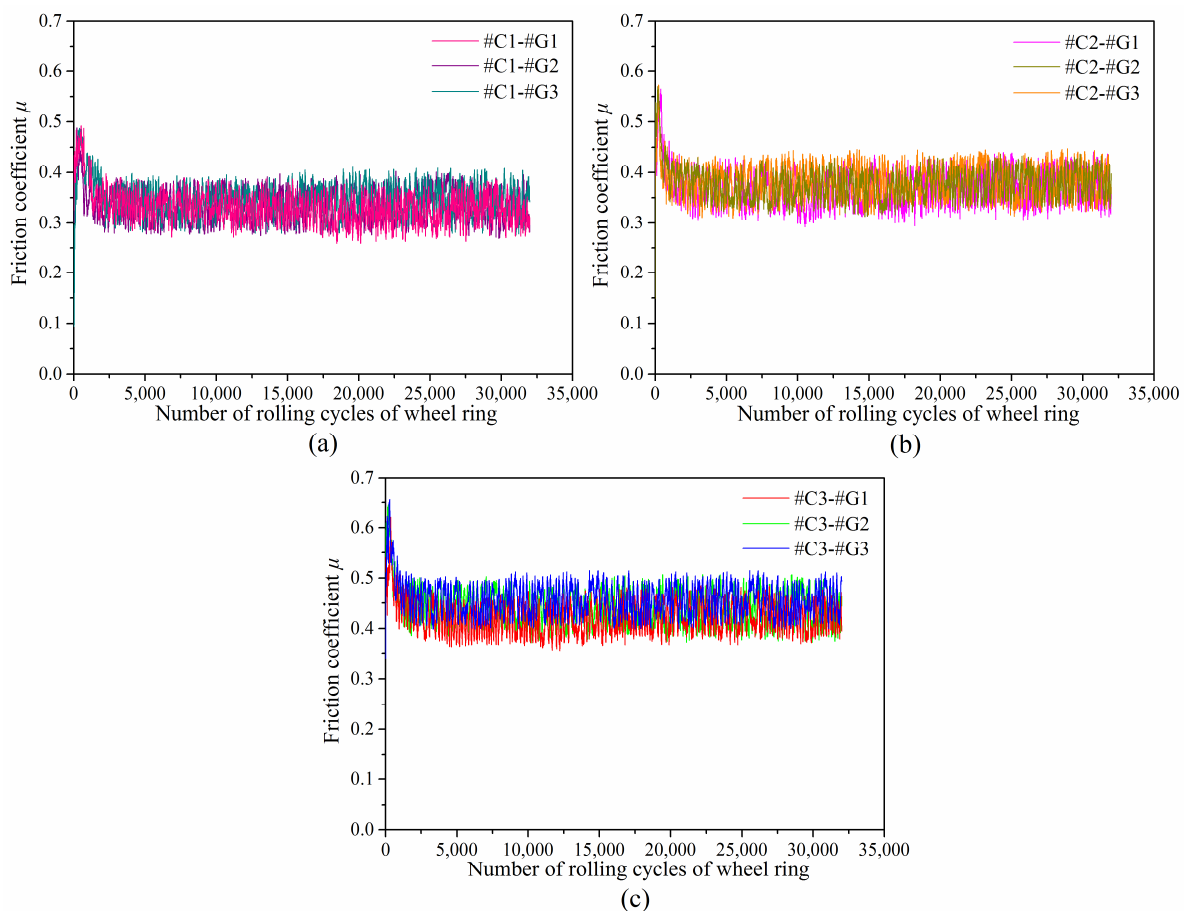 0.7
0.6
0.5
0.4
0.3
0.2
0.1
0.0
Friction coefficient μ
#C1-#G1
#C1-#G2
#C1-#G3
0 5,000 10,000 15,000 20,000 25,000 30,000 35,000
Number of rolling cycles of wheel ring
(a)
0.7
0.6
0.5
0.4
0.3
0.2
0.1
0.0
Friction coefficient μ
#C2-#G1
#C2-#G2
#C2-#G3
0 5,000 10,000 15,000 20,000 25,000 30,000 35,000
Number of rolling cycles of wheel ring
(b)
0.7
0.6
0.5
0.4
0.3
0.2
0.1
0.0
Friction coefficient μ
#C3-#G1
#C3-#G2
#C3-#G3
0 5,000 10,000 15,000 20,000 25,000 30,000 35,000
Number of rolling cycles of wheel ring
(c)